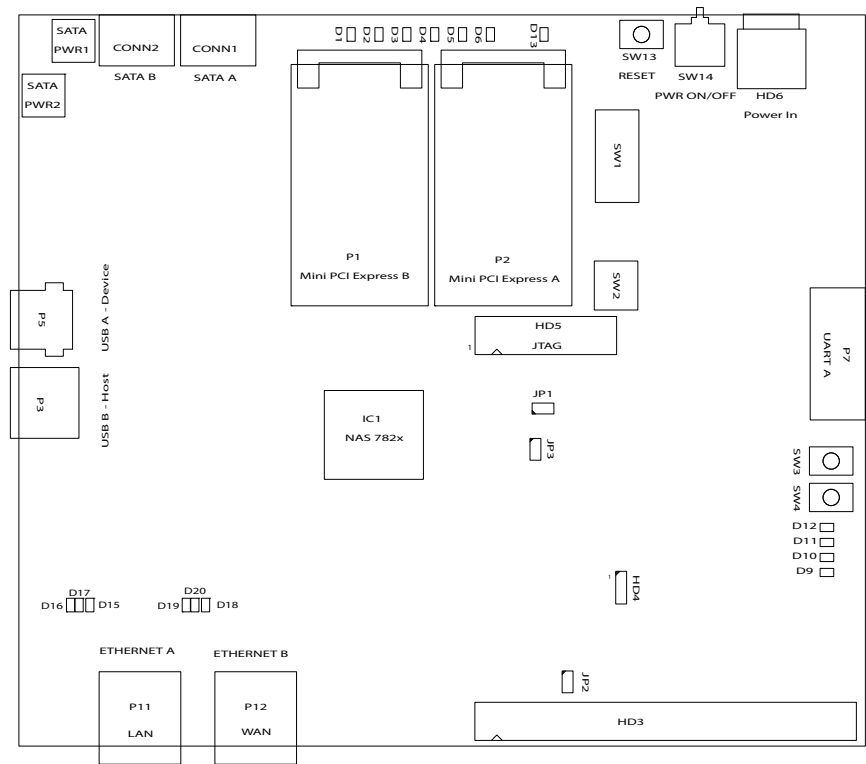 SATA
PWR1
CONN2
SATA B
CONN1
SATA A
D1
D2
D3
D4
D5
D6
D13
SW13
RESET
SW14
PWR ON/OFF
HD6
Power In
SATA
PWR2
SW1
P1
Mini PCI Express B
P2
Mini PCI Express A
SW2
P5
USB A - Device
HD5
1
JTAG
P7
UART A
P3
USB B - Host
IC1
NAS 782x
JP1
JP3
SW3
SW4
D12
D11
D10
D9
1
HD4
D17
D16
D15
D20
D19
D18
ETHERNET A
ETHERNET B
P11
LAN
P12
WAN
JP2
HD3